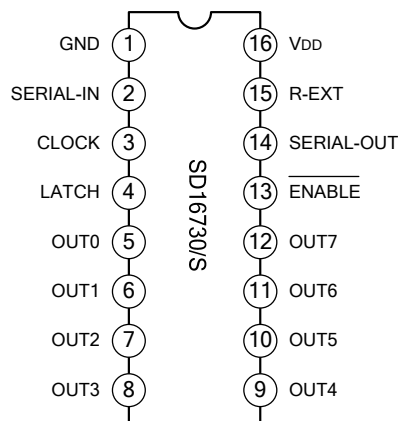 GND 1 16 VDD
SERIAL-IN 2 15 R-EXT
CLOCK 3 14 SERIAL-OUT
LATCH 4 13 ENABLE
OUT0 5 12 OUT7
OUT1 6 11 OUT6
OUT2 7 10 OUT5
OUT3 8 9 OUT4
SD16730/S